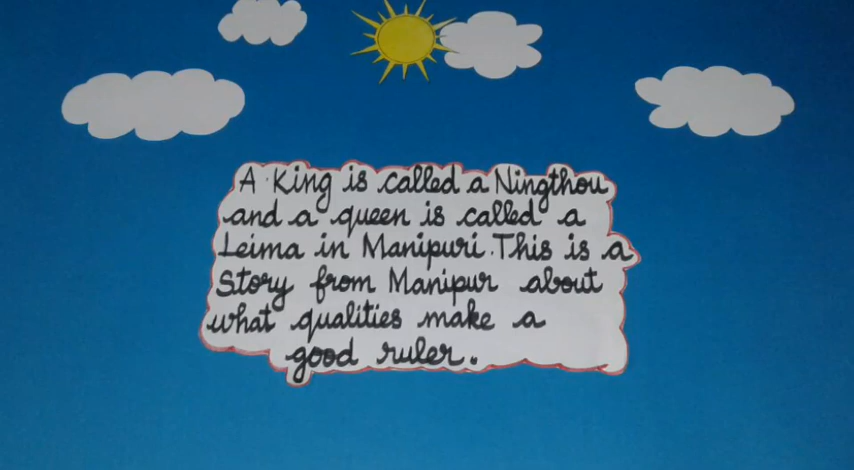 A King is called a Ningthou
and a queen is called a
Leima in Manipuri. This is a
Story from Manipur about
what qualities make a
good ruler.